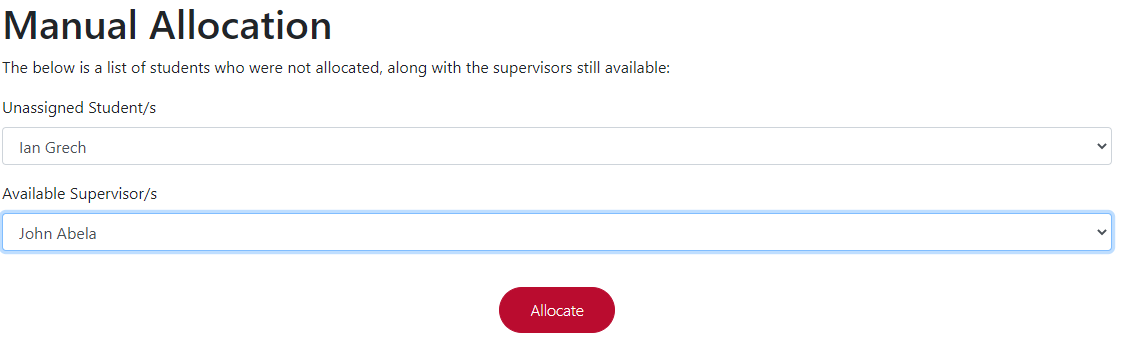 Manual Allocation
The below is a list of students who were not allocated, along with the supervisors still available:
Unassigned Student/s
Ian Grech
Available Supervisor/s
John Abela
Allocate